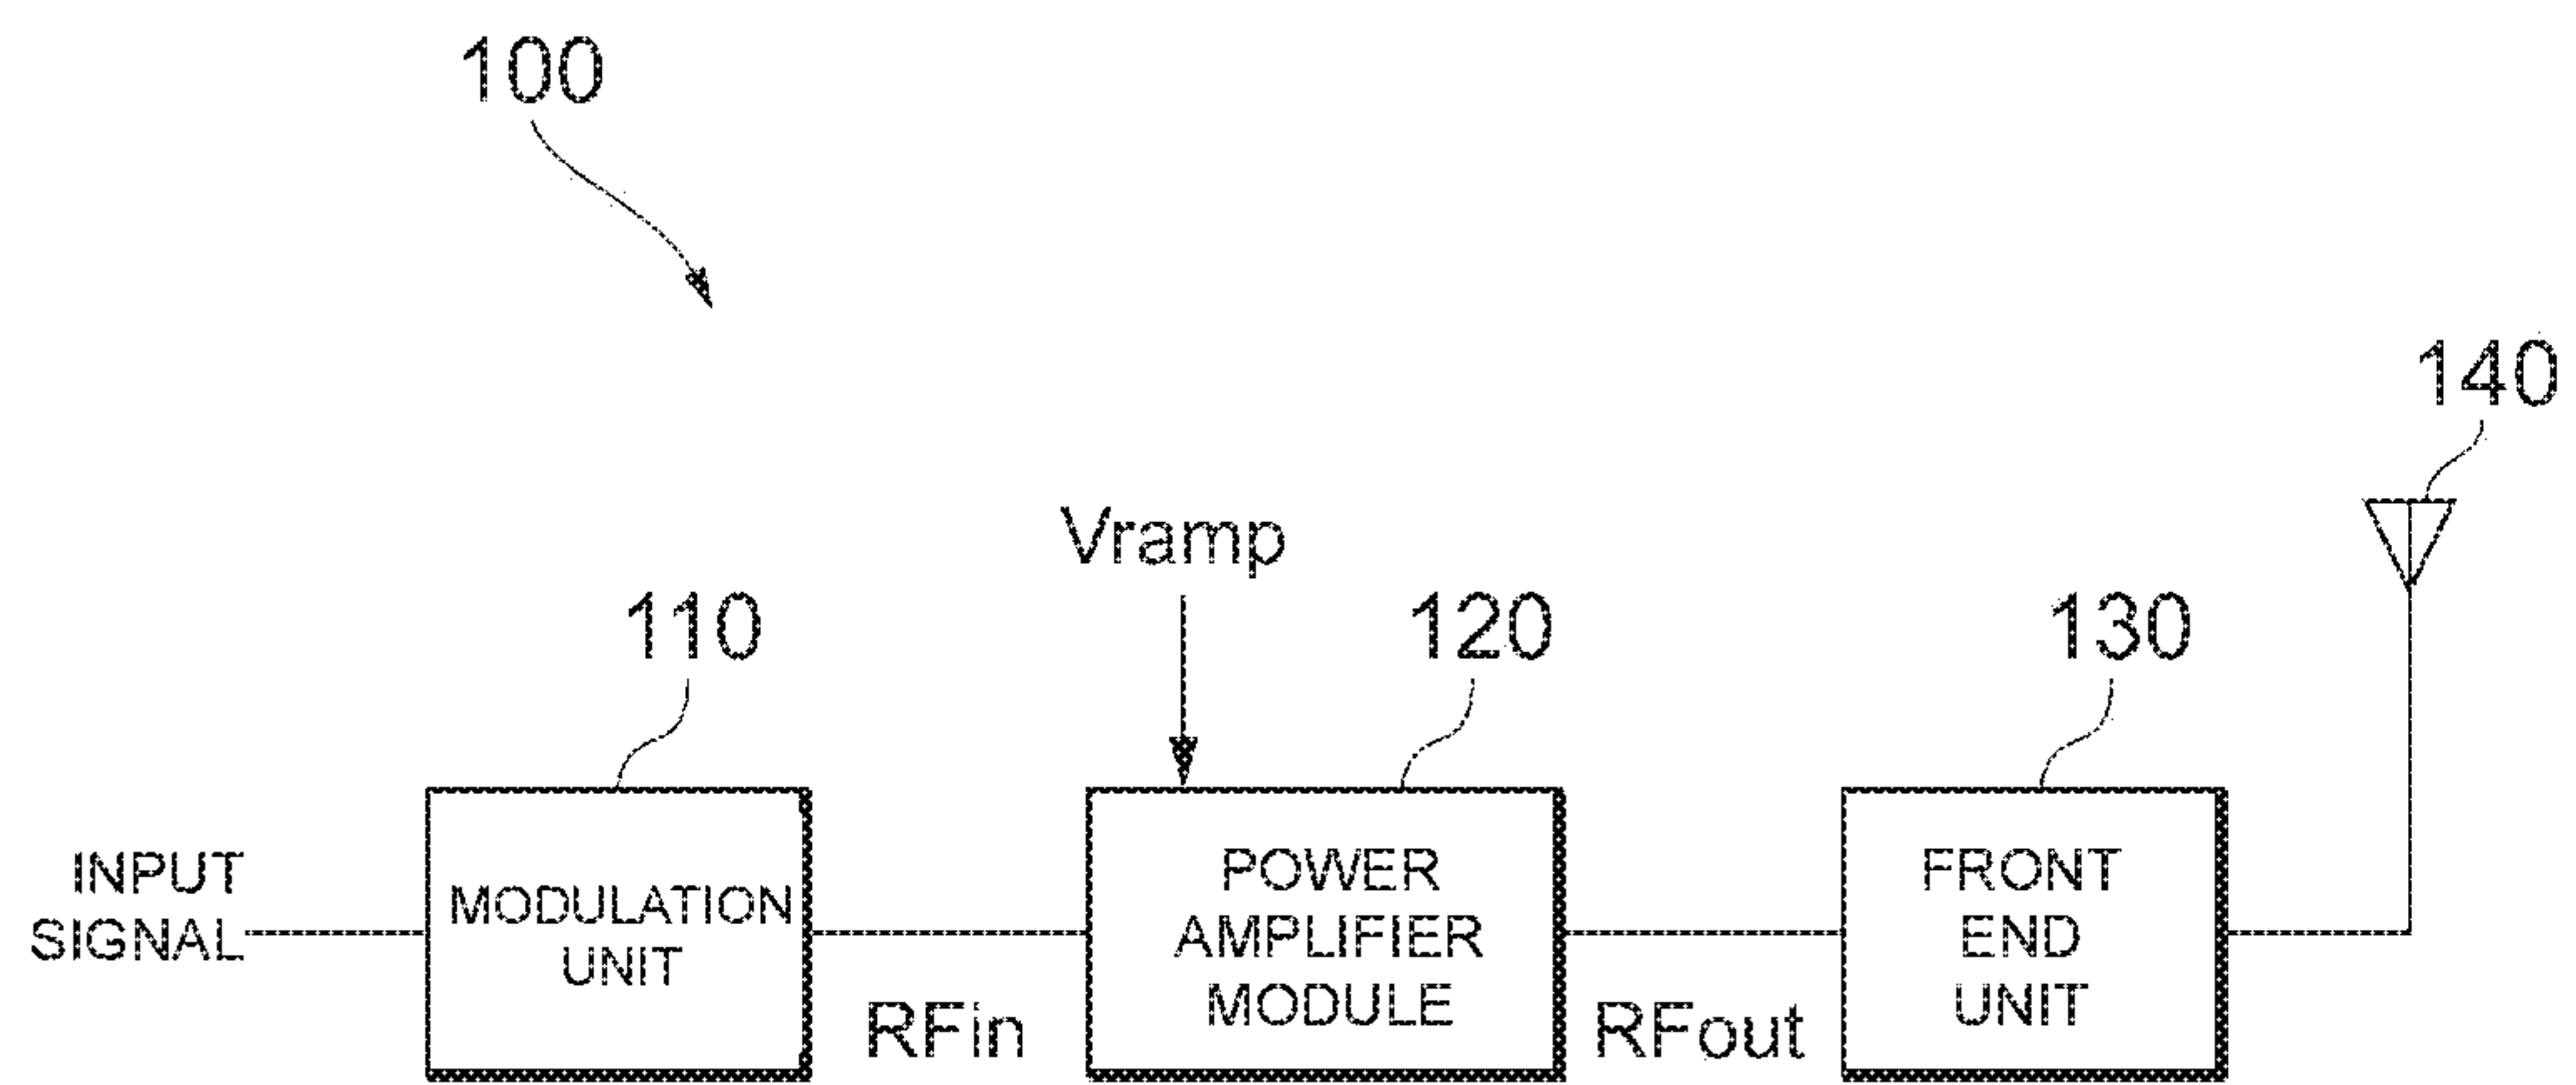 100
140
Vramp
110
120
130
INPUT
SIGNAL
MODULATION
UNIT
RFin
POWER
AMPLIFIER
MODULE
RFout
FRONT
END
UNIT